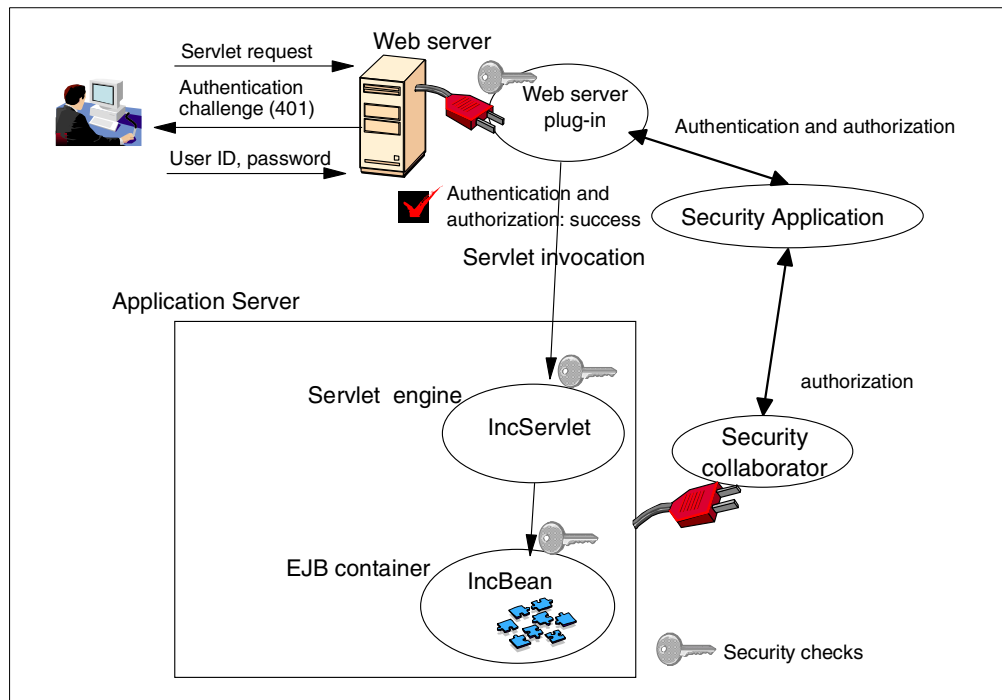 Web server
Servlet request
Authentication
challenge (401)
User ID, password
Web server
plug-in
Authentication and authorization
Authentication and
authorization: success
Security Application
Servlet invocation
Application Server
authorization
Servlet engine
IncServlet
Security
collaborator
EJB container
IncBean
Security checks